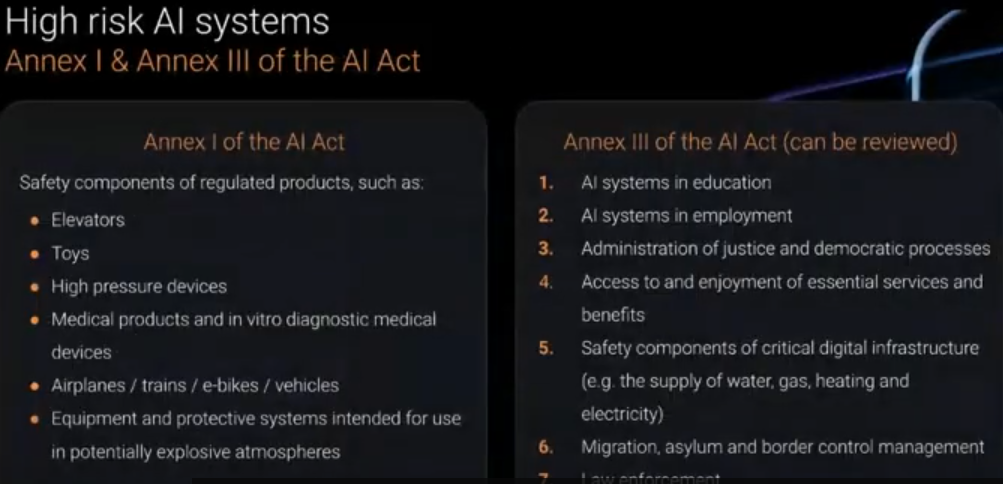 High risk AI systems
Annex I & Annex III of the AI Act
Annex I of the AI Act
Safety components of regulated products, such as:
• Elevators
• Toys
• High pressure devices
• Medical products and in vitro diagnostic medical
devices
• Airplanes / trains / e-bikes / vehicles
• Equipment and protective systems intended for use
in potentially explosive atmospheres
Annex III of the AI Act (can be reviewed)
1. AI systems in education
2. AI systems in employment
3. Administration of justice and democratic processes
4. Access to and enjoyment of essential services and
benefits
5. Safety components of critical digital infrastructure
(e.g. the supply of water, gas, heating and
electricity)
6. Migration, asylum and border control management
7. Law enforcement